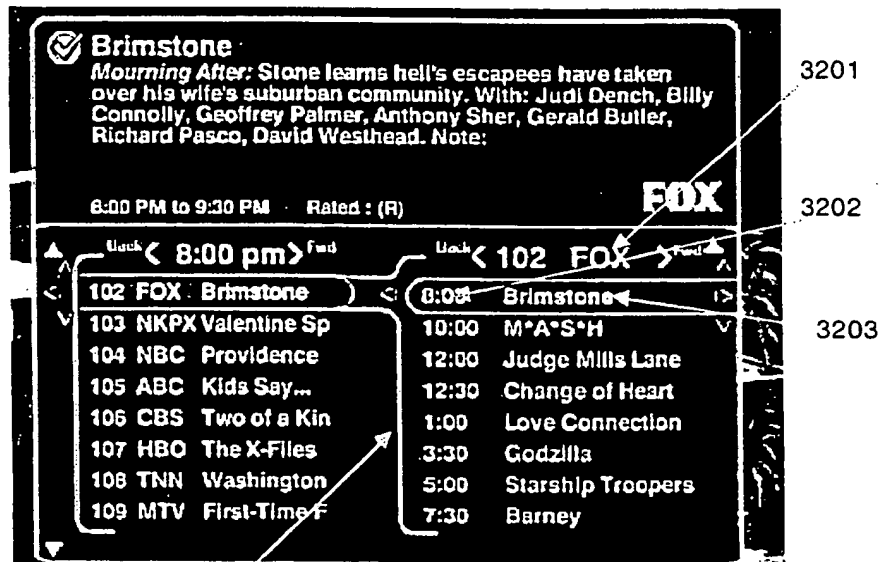 Brimstone
Mourning After: Stone learns hell's escapees have taken
over his wife's suburban community. With: Judi Dench, Billy
Connolly, Geoffrey Palmer, Anthony Sher, Gerald Butler,
Richard Pasco, David Westhead. Note:
8:00 PM to 9:30 PM Rated : (R)
FOX
3201
3202
3203
Back < 8:00 pm > Fwd
102 FOX Brimstone
103 NKPX Valentine Sp
104 NBC Providence
105 ABC Kids Say...
106 CBS Two of a Kin
107 HBO The X-Files
108 TNN Washington
109 MTV First-Time F
Back < 102 FOX > Fwd
8:00 Brimstone
10:00 M*A*S*H
12:00 Judge Mills Lane
12:30 Change of Heart
1:00 Love Connection
3:30 Godzilla
5:00 Starship Troopers
7:30 Barney